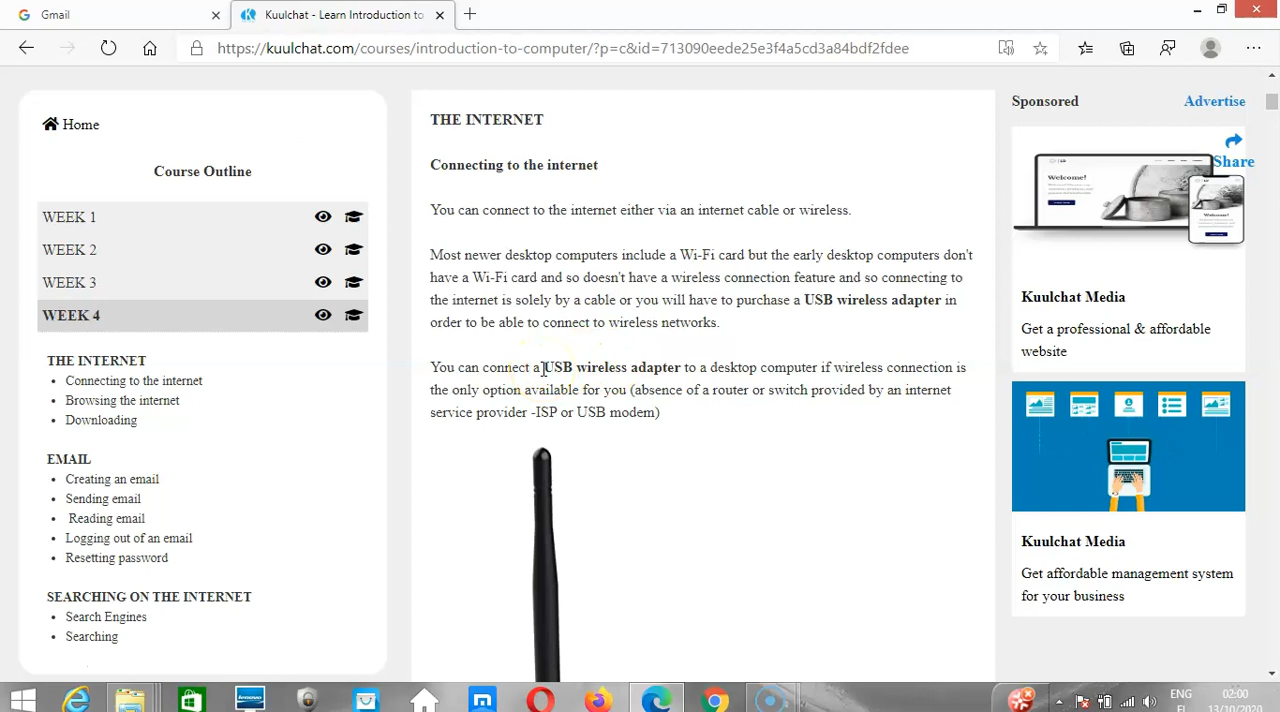 Gmail
Kuulchat - Learn Introduction to
https://kuulchat.com/courses/introduction-to-computer/?p=c&id=713090eede25e3f4a5cd3a84bdf2fdee
Home
Course Outline
WEEK 1
WEEK 2
WEEK 3
WEEK 4
THE INTERNET
Connecting to the internet
Browsing the internet
Downloading
EMAIL
Creating an email
Sending email
Reading email
Logging out of an email
Resetting password
SEARCHING ON THE INTERNET
Search Engines
Searching
THE INTERNET
Connecting to the internet
You can connect to the internet either via an internet cable or wireless.
Most newer desktop computers include a Wi-Fi card but the early desktop computers don't
have a Wi-Fi card and so doesn't have a wireless connection feature and so connecting to
the internet is solely by a cable or you will have to purchase a USB wireless adapter in
order to be able to connect to wireless networks.
You can connect a USB wireless adapter to a desktop computer if wireless connection is
the only option available for you (absence of a router or switch provided by an internet
service provider -ISP or USB modem)
Sponsored
Advertise
Share
Welcome!
Welcome!
Kuulchat Media
Get a professional & affordable
website
Kuulchat Media
Get affordable management system
for your business
lenovo
ENG
FI
02:00
13/10/2020